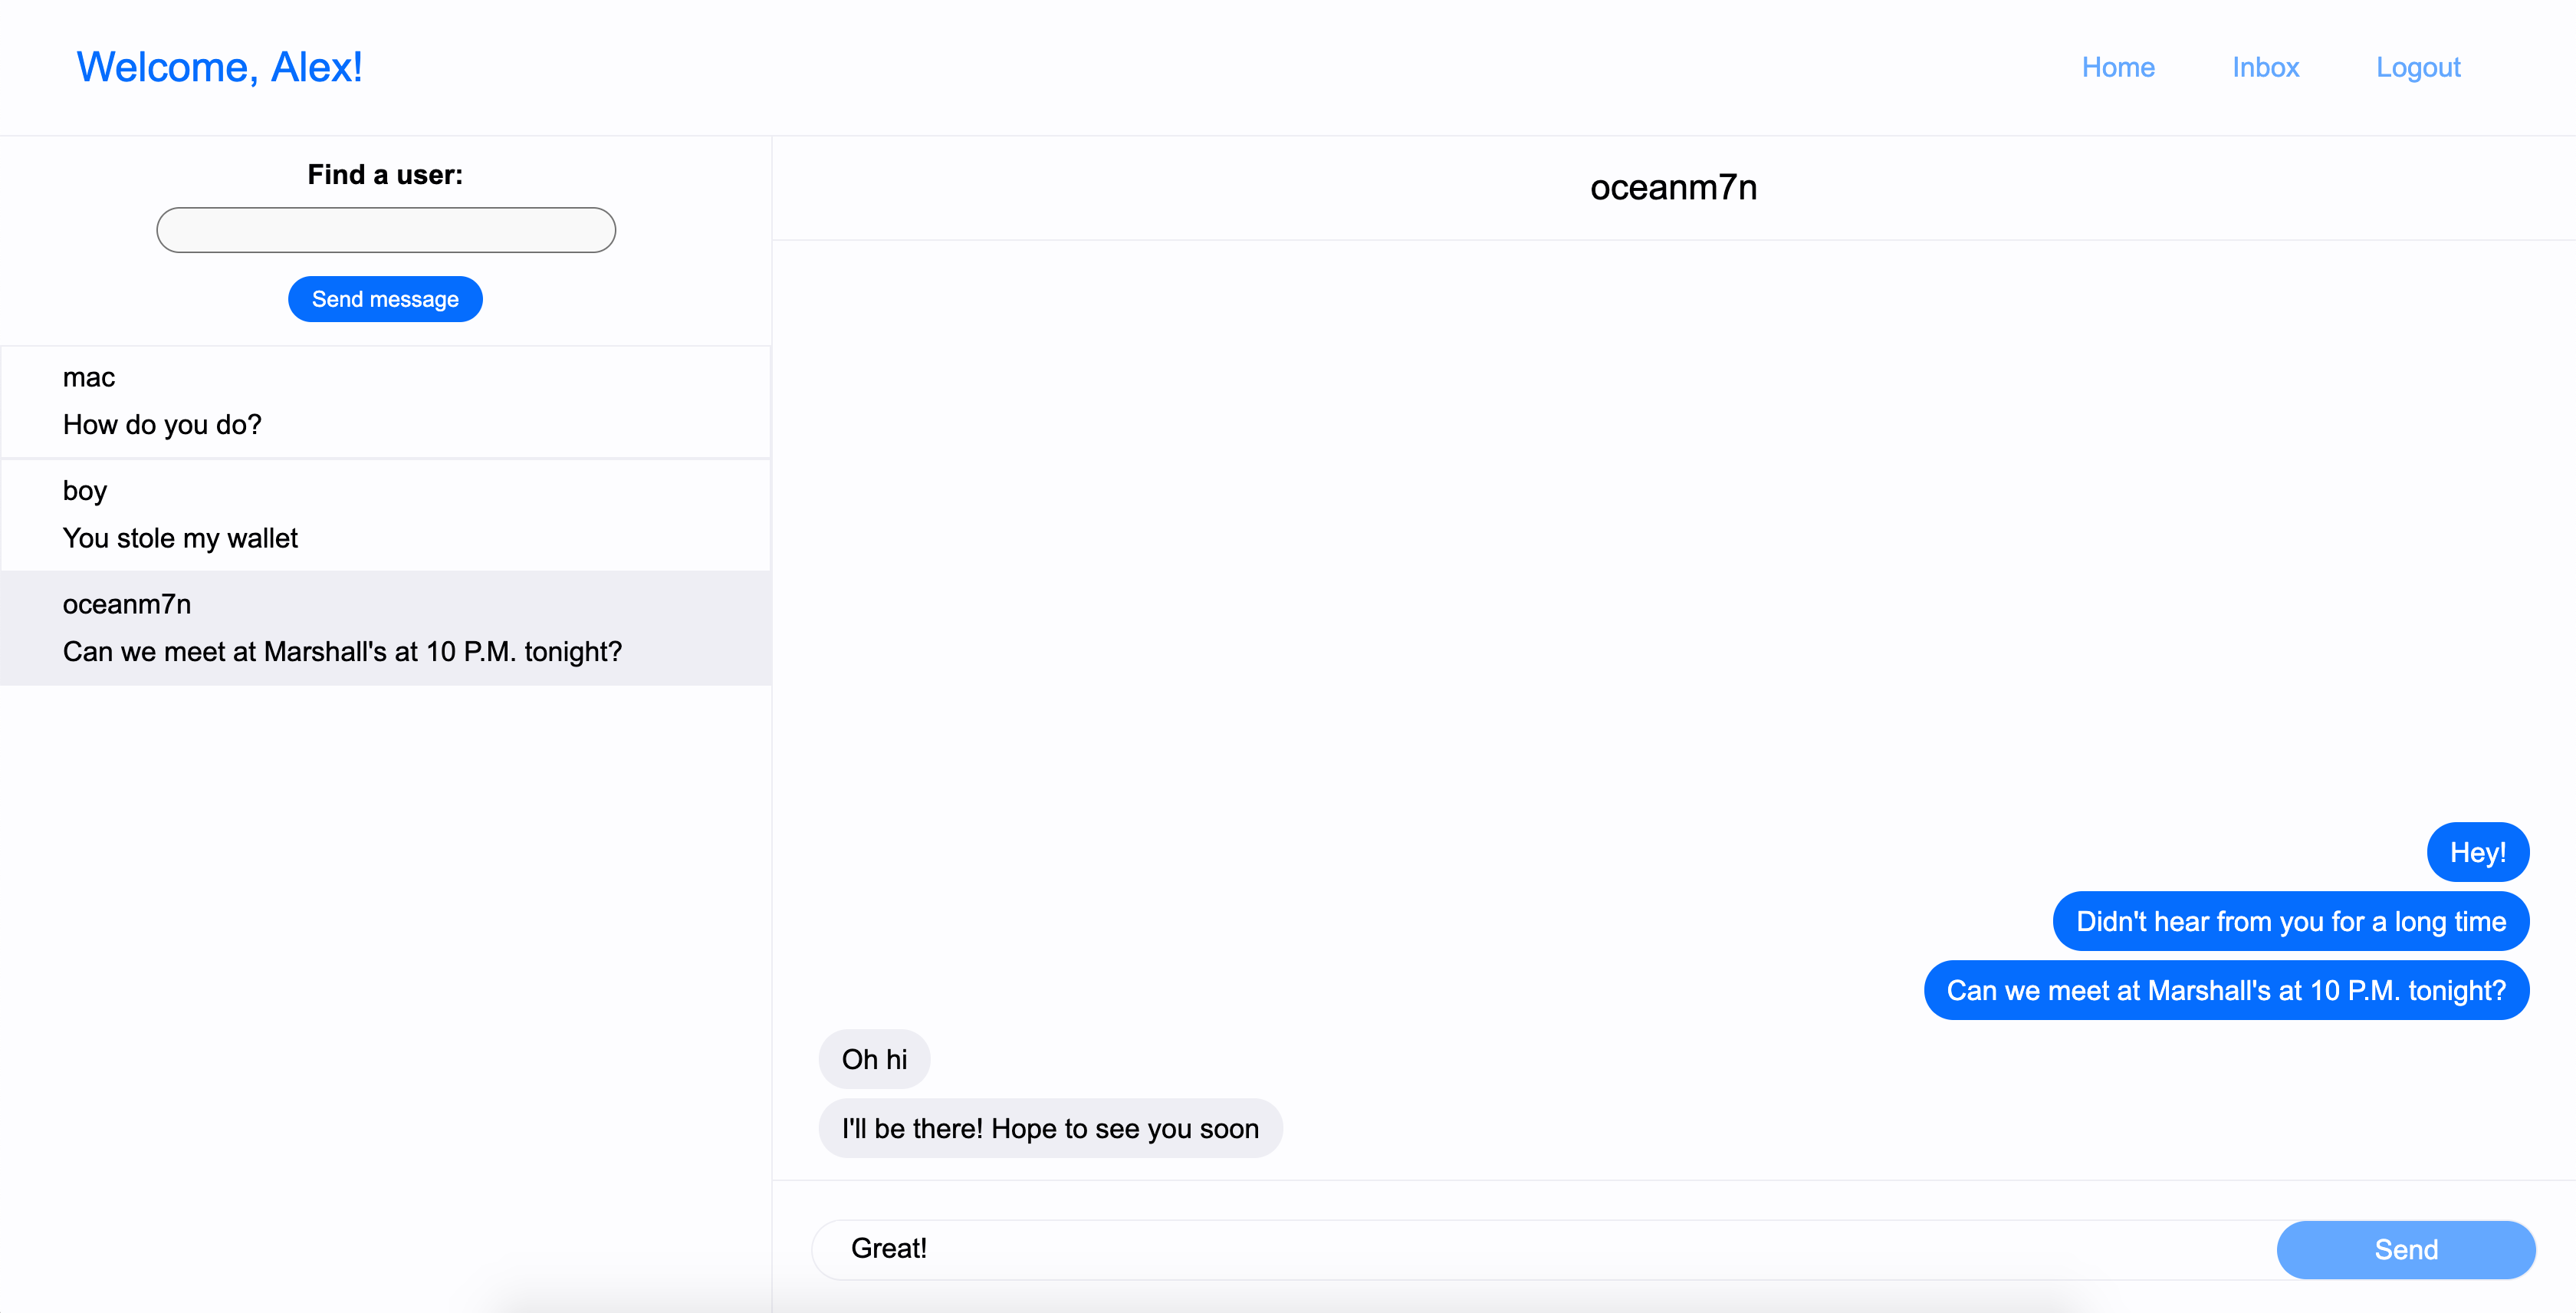 Welcome, Alex!
Home
Inbox
Logout
Find a user:
Send message
mac
How do you do?
boy
You stole my wallet
oceanm7n
Can we meet at Marshall's at 10 P.M. tonight?
oceanm7n
Hey!
Didn't hear from you for a long time
Can we meet at Marshall's at 10 P.M. tonight?
Oh hi
I'll be there! Hope to see you soon
Great!
Send